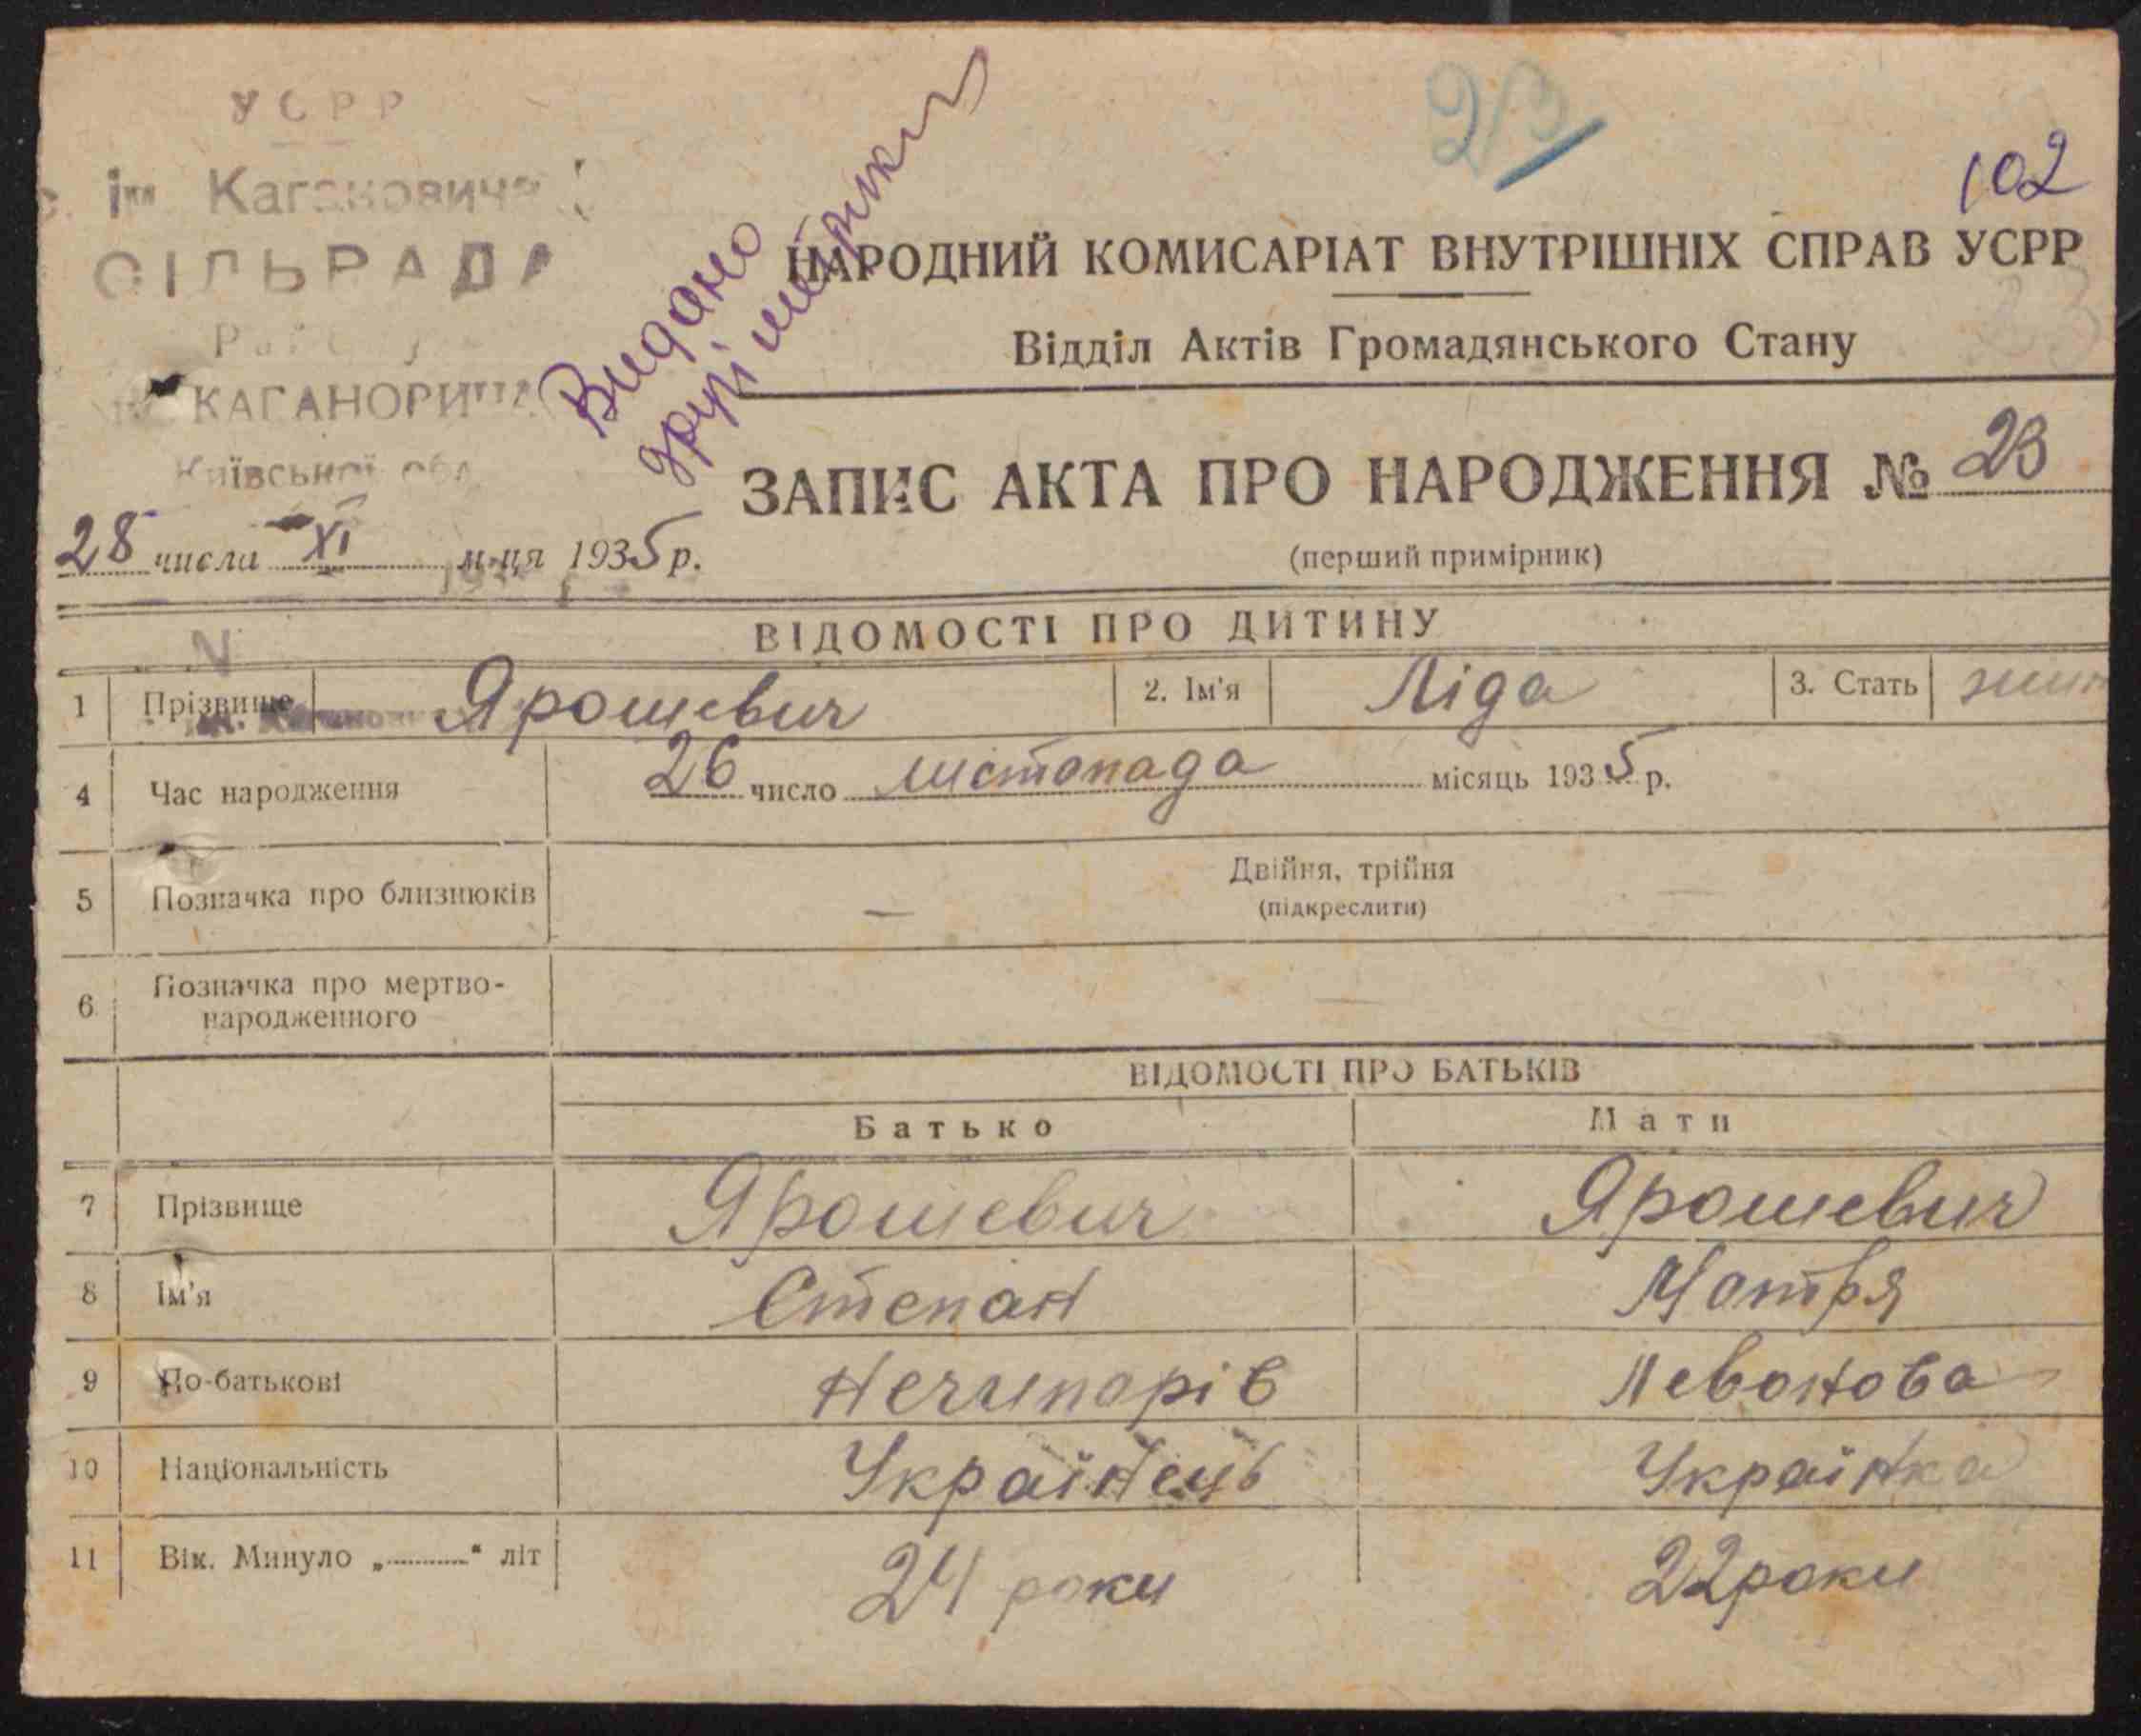 УСРР
с. ім Кагановича
СІЛЬРАДА
КАГАНОВИЧА
Київської обл
Видано
другі
23
102
НАРОДНИЙ КОМИСАРІАТ ВНУТРІШНІХ СПРАВ УСРР
Відділ Актів Громадянського Стану
ЗАПИС АКТА ПРО НАРОДЖЕННЯ № 23
28 числа XI м-ця 1935 р.
(перший примірник)
ВІДОМОСТІ ПРО ДИТИНУ
1 Прізвище Ярошевич 2. Ім'я Ліда 3. Стать
4 Час народження 26 число листопада місяць 1935 р.
5 Позначка про близнюків — Двійня, трійня
(підкреслити)
6 Позначка про мертво-
народженного
ВІДОМОСТІ ПРО БАТЬКІВ
Батько Мати
7 Прізвище Ярошевич Ярошевич
8 Ім'я Степан Мотря
9 По-батькові Нечипорів Левонова
10 Національність Українець Українка
11 Вік. Минуло „............“ літ 24 роки 22 роки